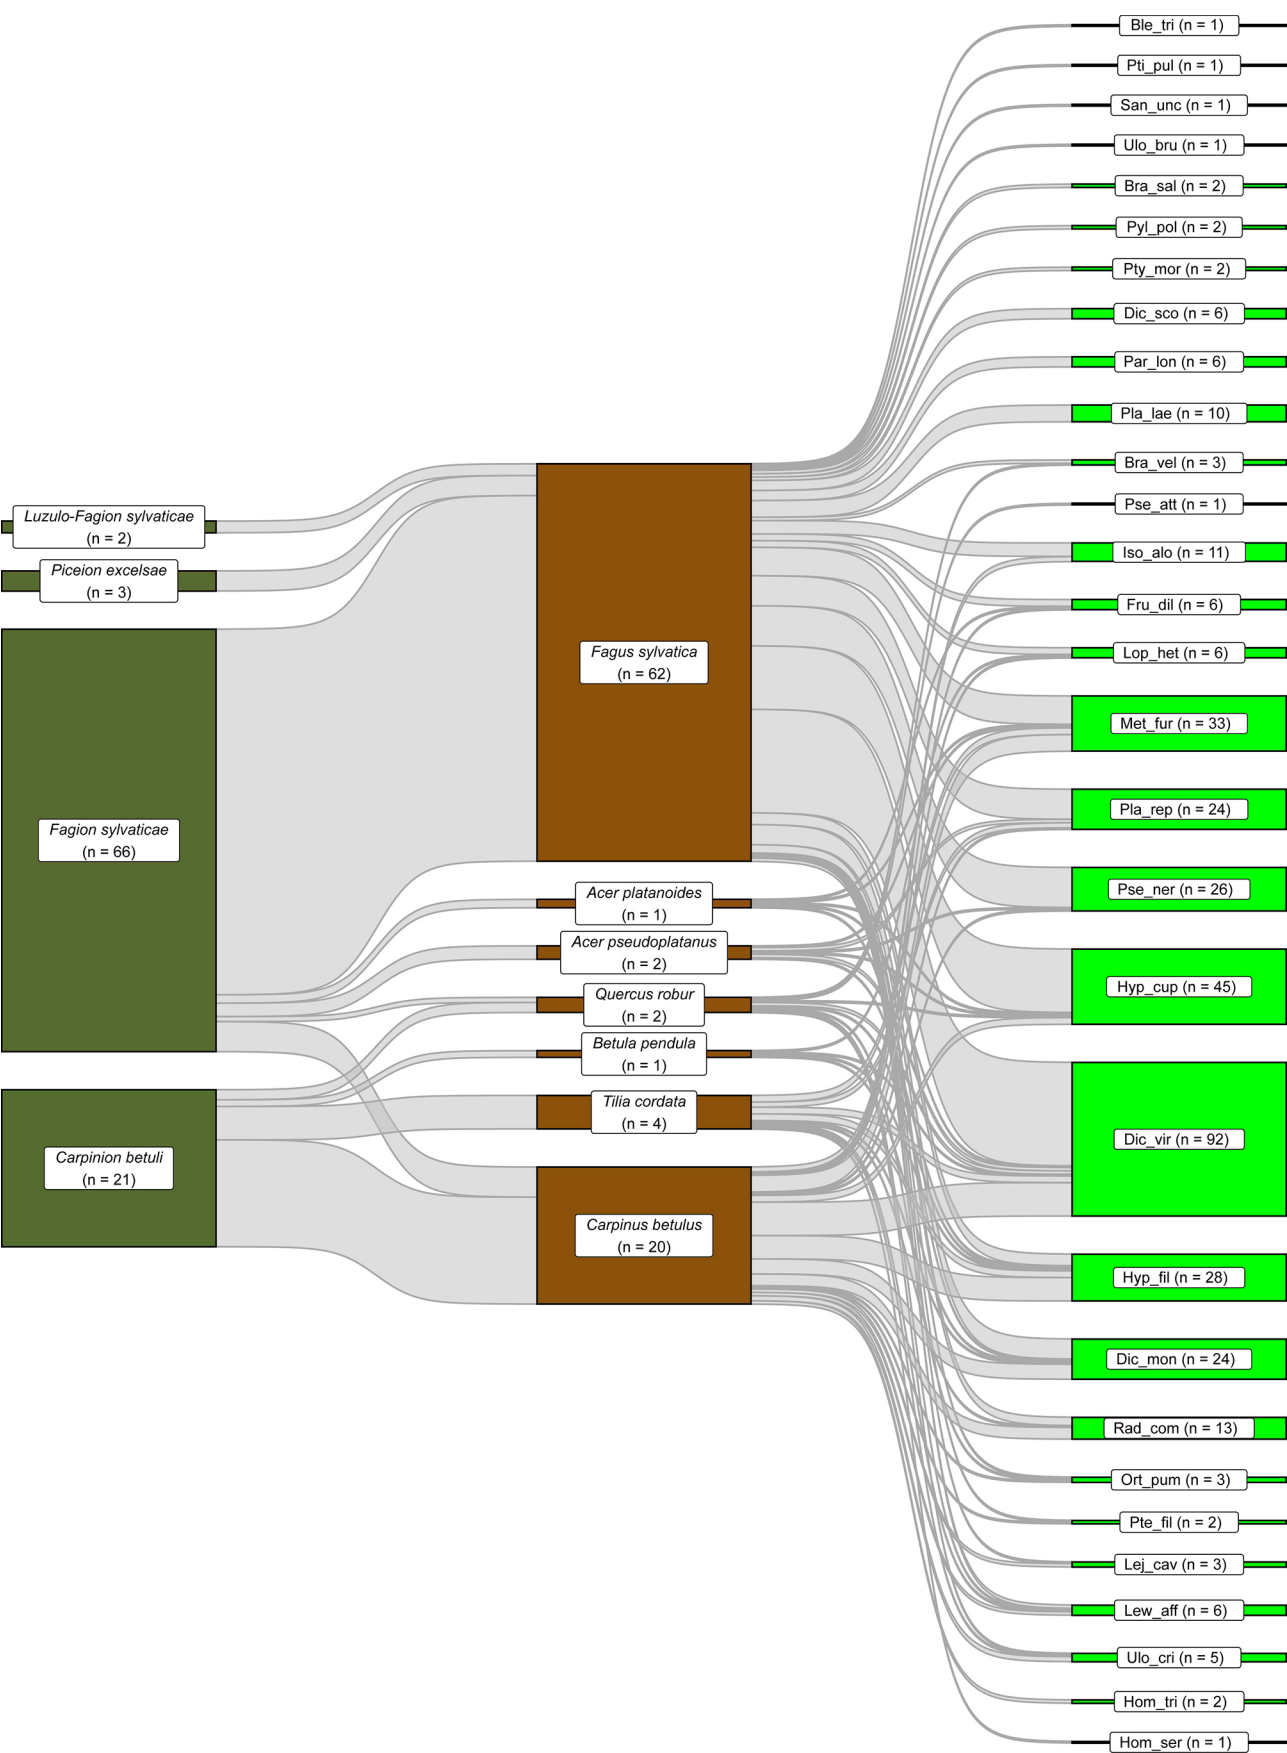 Luzulo-Fagion sylvaticae
(n = 2)
Piceion excelsae
(n = 3)
Fagion sylvaticae
(n = 66)
Carpinion betuli
(n = 21)
Fagus sylvatica
(n = 62)
Acer platanoides
(n = 1)
Acer pseudoplatanus
(n = 2)
Quercus robur
(n = 2)
Betula pendula
(n = 1)
Tilia cordata
(n = 4)
Carpinus betulus
(n = 20)
Ble_tri (n = 1)
Pti_pul (n = 1)
San_unc (n = 1)
Ulo_bru (n = 1)
Bra_sal (n = 2)
Pyl_pol (n = 2)
Pty_mor (n = 2)
Dic_sco (n = 6)
Par_lon (n = 6)
Pla_lae (n = 10)
Bra_vel (n = 3)
Pse_att (n = 1)
Iso_alo (n = 11)
Fru_dil (n = 6)
Lop_het (n = 6)
Met_fur (n = 33)
Pla_rep (n = 24)
Pse_ner (n = 26)
Hyp_cup (n = 45)
Dic_vir (n = 92)
Hyp_fil (n = 28)
Dic_mon (n = 24)
Rad_com (n = 13)
Ort_pum (n = 3)
Pte_fil (n = 2)
Lej_cav (n = 3)
Lew_aff (n = 6)
Ulo_cri (n = 5)
Hom_tri (n = 2)
Hom_ser (n = 1)